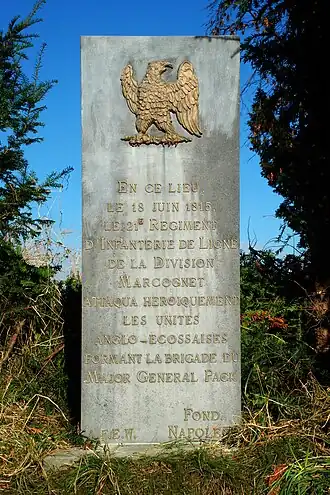 En ce lieu,
le 18 juin 1815,
le 21e Regiment
d'Infanterie de Ligne
de la Division
Marcognet
attaqua heroiquement
les unites
anglo-ecossaises
formant la brigade du
Major General Pack
Fond.
P.E.W. Napoleon